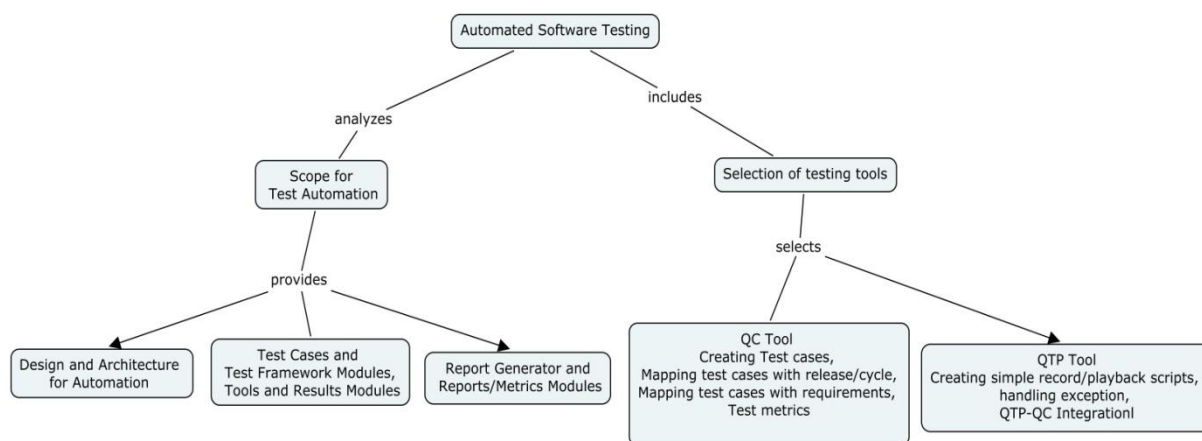 Automated Software Testing
analyzes
includes
Scope for
Test Automation
Selection of testing tools
provides
selects
Design and Architecture
for Automation
Test Cases and
Test Framework Modules,
Tools and Results Modules
Report Generator and
Reports/Metrics Modules
QC Tool
Creating Test cases,
Mapping test cases with release/cycle,
Mapping test cases with requirements,
Test metrics
QTP Tool
Creating simple record/playback scripts,
handling exception,
QTP-QC Integrationl